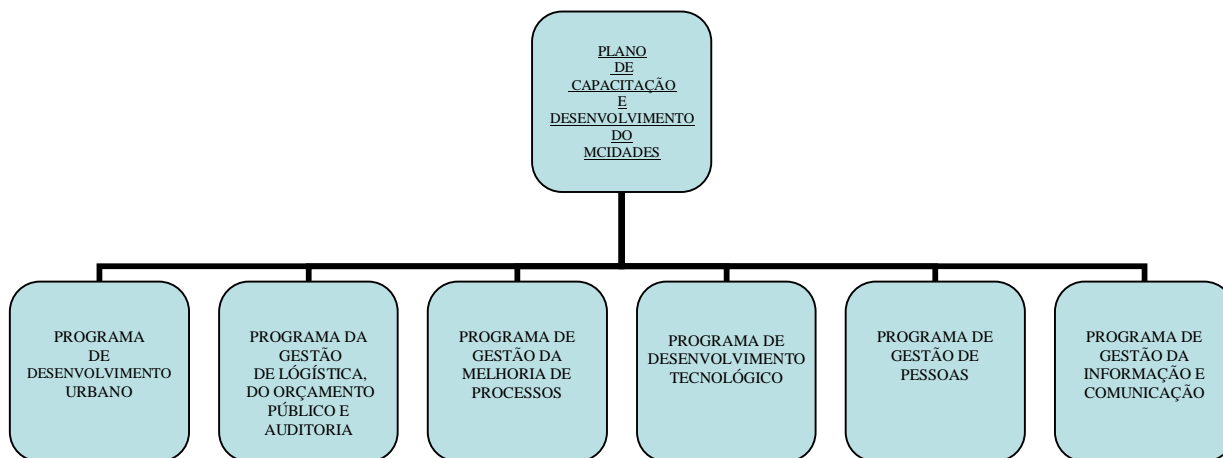 PLANO
DE
CAPACITAÇÃO
E
DESENVOLVIMENTO
DO
MCIDADES
PROGRAMA
DE
DESENVOLVIMENTO
URBANO
PROGRAMA DA
GESTÃO
DE LÓGÍSTICA,
DO ORÇAMENTO
PÚBLICO E
AUDITORIA
PROGRAMA DE
GESTÃO DA
MELHORIA DE
PROCESSOS
PROGRAMA DE
DESENVOLVIMENTO
TECNOLÓGICO
PROGRAMA DE
GESTÃO DE
PESSOAS
PROGRAMA DE
GESTÃO DA
INFORMAÇÃO E
COMUNICAÇÃO